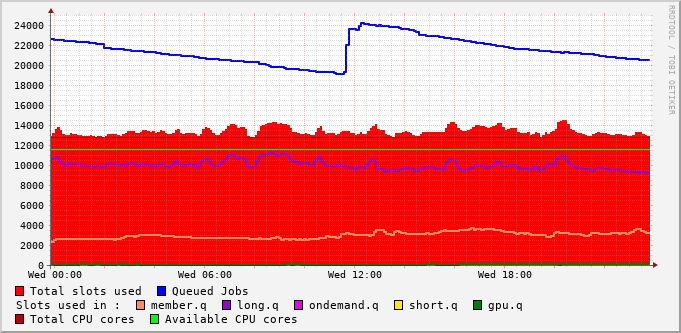 24000
22000
20000
18000
16000
14000
12000
10000
8000
6000
4000
2000
0
Wed 00:00 Wed 06:00 Wed 12:00 Wed 18:00
Total slots used Queued Jobs
Slots used in : member.q long.q ondemand.q short.q gpu.q
Total CPU cores Available CPU cores
RRDTOOL / TOBI OETIKER